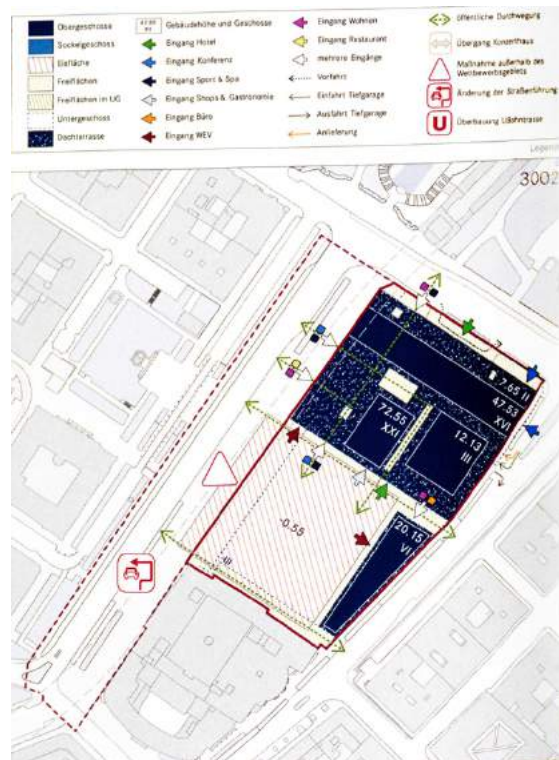 Obergeschosse
Sockelgeschoss
Eisfläche
Freiflächen
Freiflächen im UG
Untergeschoss
Dachterrasse
Gebäudehöhe und Geschosse
Eingang Hotel
Eingang Konferenz
Eingang Sport & Spa
Eingang Shops & Gastronomie
Eingang Büro
Eingang WEV
Eingang Wohnen
Eingang Restaurant
mehrere Eingänge
Vorfahrt
Einfahrt Tiefgarage
Ausfahrt Tiefgarage
Anlieferung
öffentliche Durchwegung
Übergang Konzerthaus
Maßnahme außerhalb des
Wettbewerbsgebiets
Änderung der Straßenführung
U
Überbauung UBahntrasse
Legende
3002
7.65 II
47.53
XVI
72.55
XXI
12.13
III
-0.55
20.15
VI